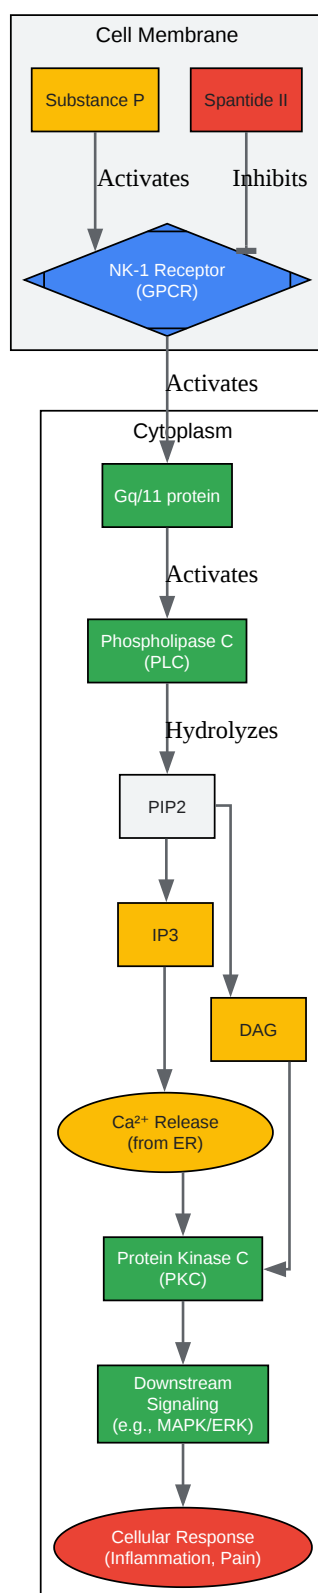 Cell Membrane
Substance P
Spantide II
Activates
Inhibits
NK-1 Receptor
(GPCR)
Activates
Cytoplasm
Gq/11 protein
Activates
Phospholipase C
(PLC)
Hydrolyzes
PIP2
IP3
DAG
Ca²⁺ Release
(from ER)
Protein Kinase C
(PKC)
Downstream
Signaling
(e.g., MAPK/ERK)
Cellular Response
(Inflammation, Pain)